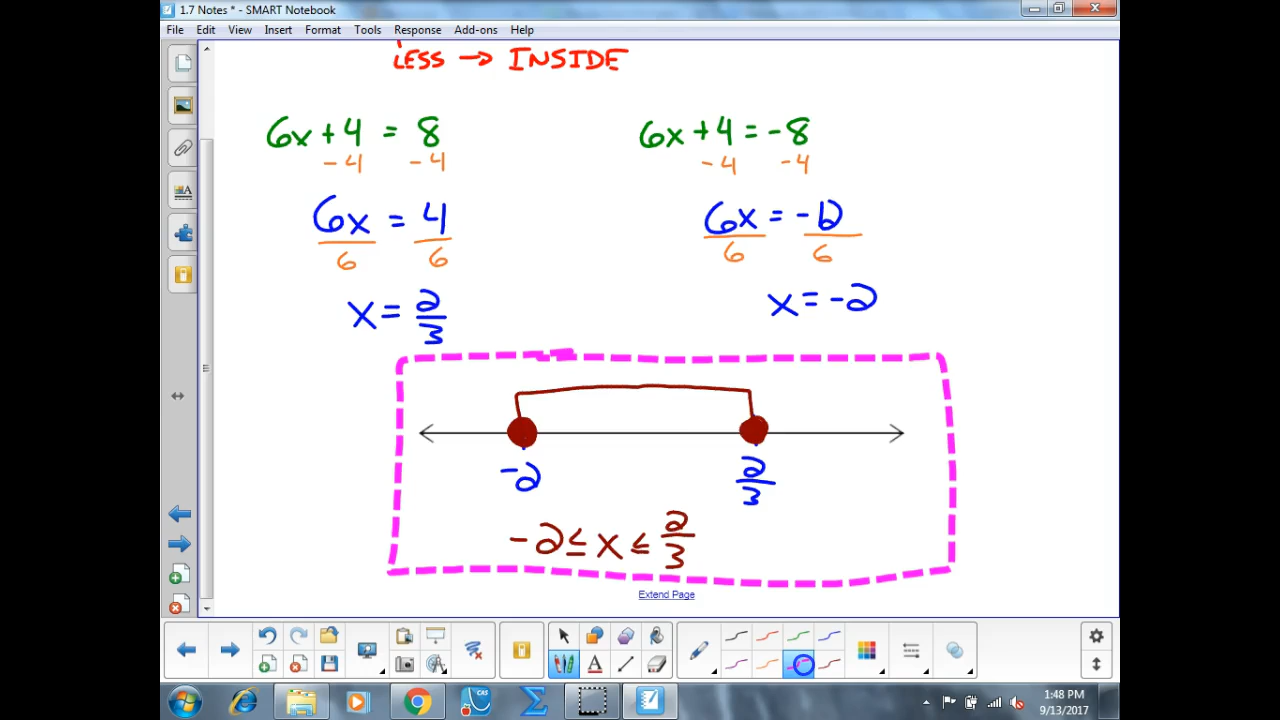 1.7 Notes * - SMART Notebook
File Edit View Insert Format Tools Response Add-ons Help
LESS → INSIDE
6x + 4 = 8
-4 -4
6x = 4
6 6
x = 2/3
6x + 4 = -8
-4 -4
6x = -12
6 6
x = -2
-2 2/3
-2 ≤ x ≤ 2/3
Extend Page
1:48 PM
9/13/2017